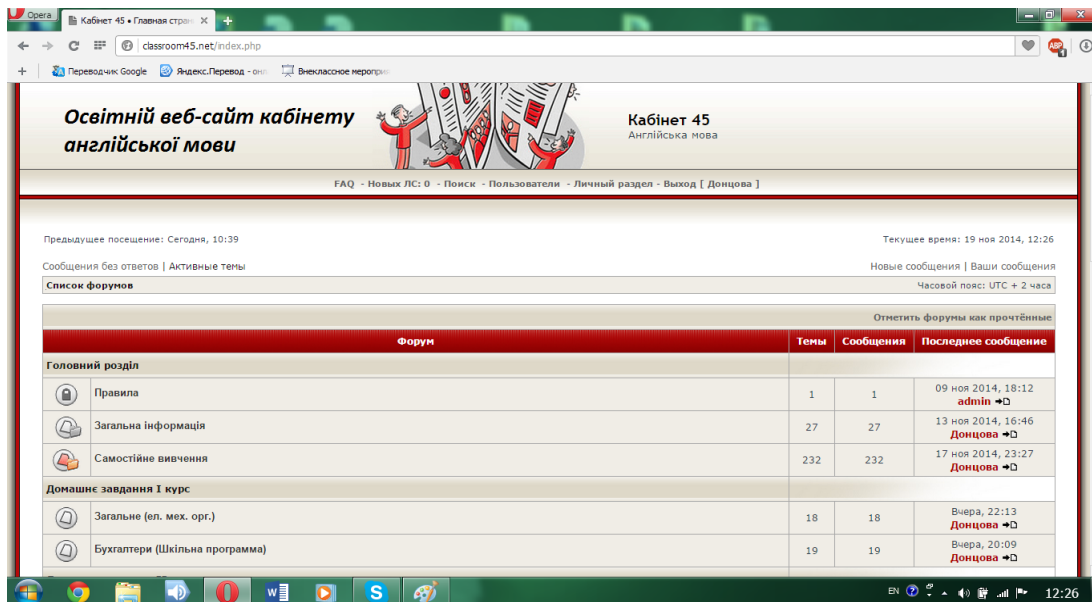 Opera
Кабінет 45 • Главная стран
classroom45.net/index.php
ABP
1
Переводчик Google
Яндекс.Перевод - онл
Внеклассное меропри
Освітній веб-сайт кабінету
англійської мови
Кабінет 45
Англійська мова
FAQ - Новых ЛС: 0 - Поиск - Пользователи - Личный раздел - Выход [ Донцова ]
Предыдущее посещение: Сегодня, 10:39
Текущее время: 19 ноя 2014, 12:26
Сообщения без ответов | Активные темы
Новые сообщения | Ваши сообщения
Список форумов
Часовой пояс: UTC + 2 часа
Отметить форумы как прочтённые
Форум Темы Сообщения Последнее сообщение
Головний розділ
Правила 1 1 09 ноя 2014, 18:12
admin
Загальна інформація 27 27 13 ноя 2014, 16:46
Донцова
Самостійне вивчення 232 232 17 ноя 2014, 23:27
Донцова
Домашнє завдання І курс
Загальне (ел. мех. орг.) 18 18 Вчера, 22:13
Донцова
Бухгалтери (Шкільна программа) 19 19 Вчера, 20:09
Донцова
EN 12:26